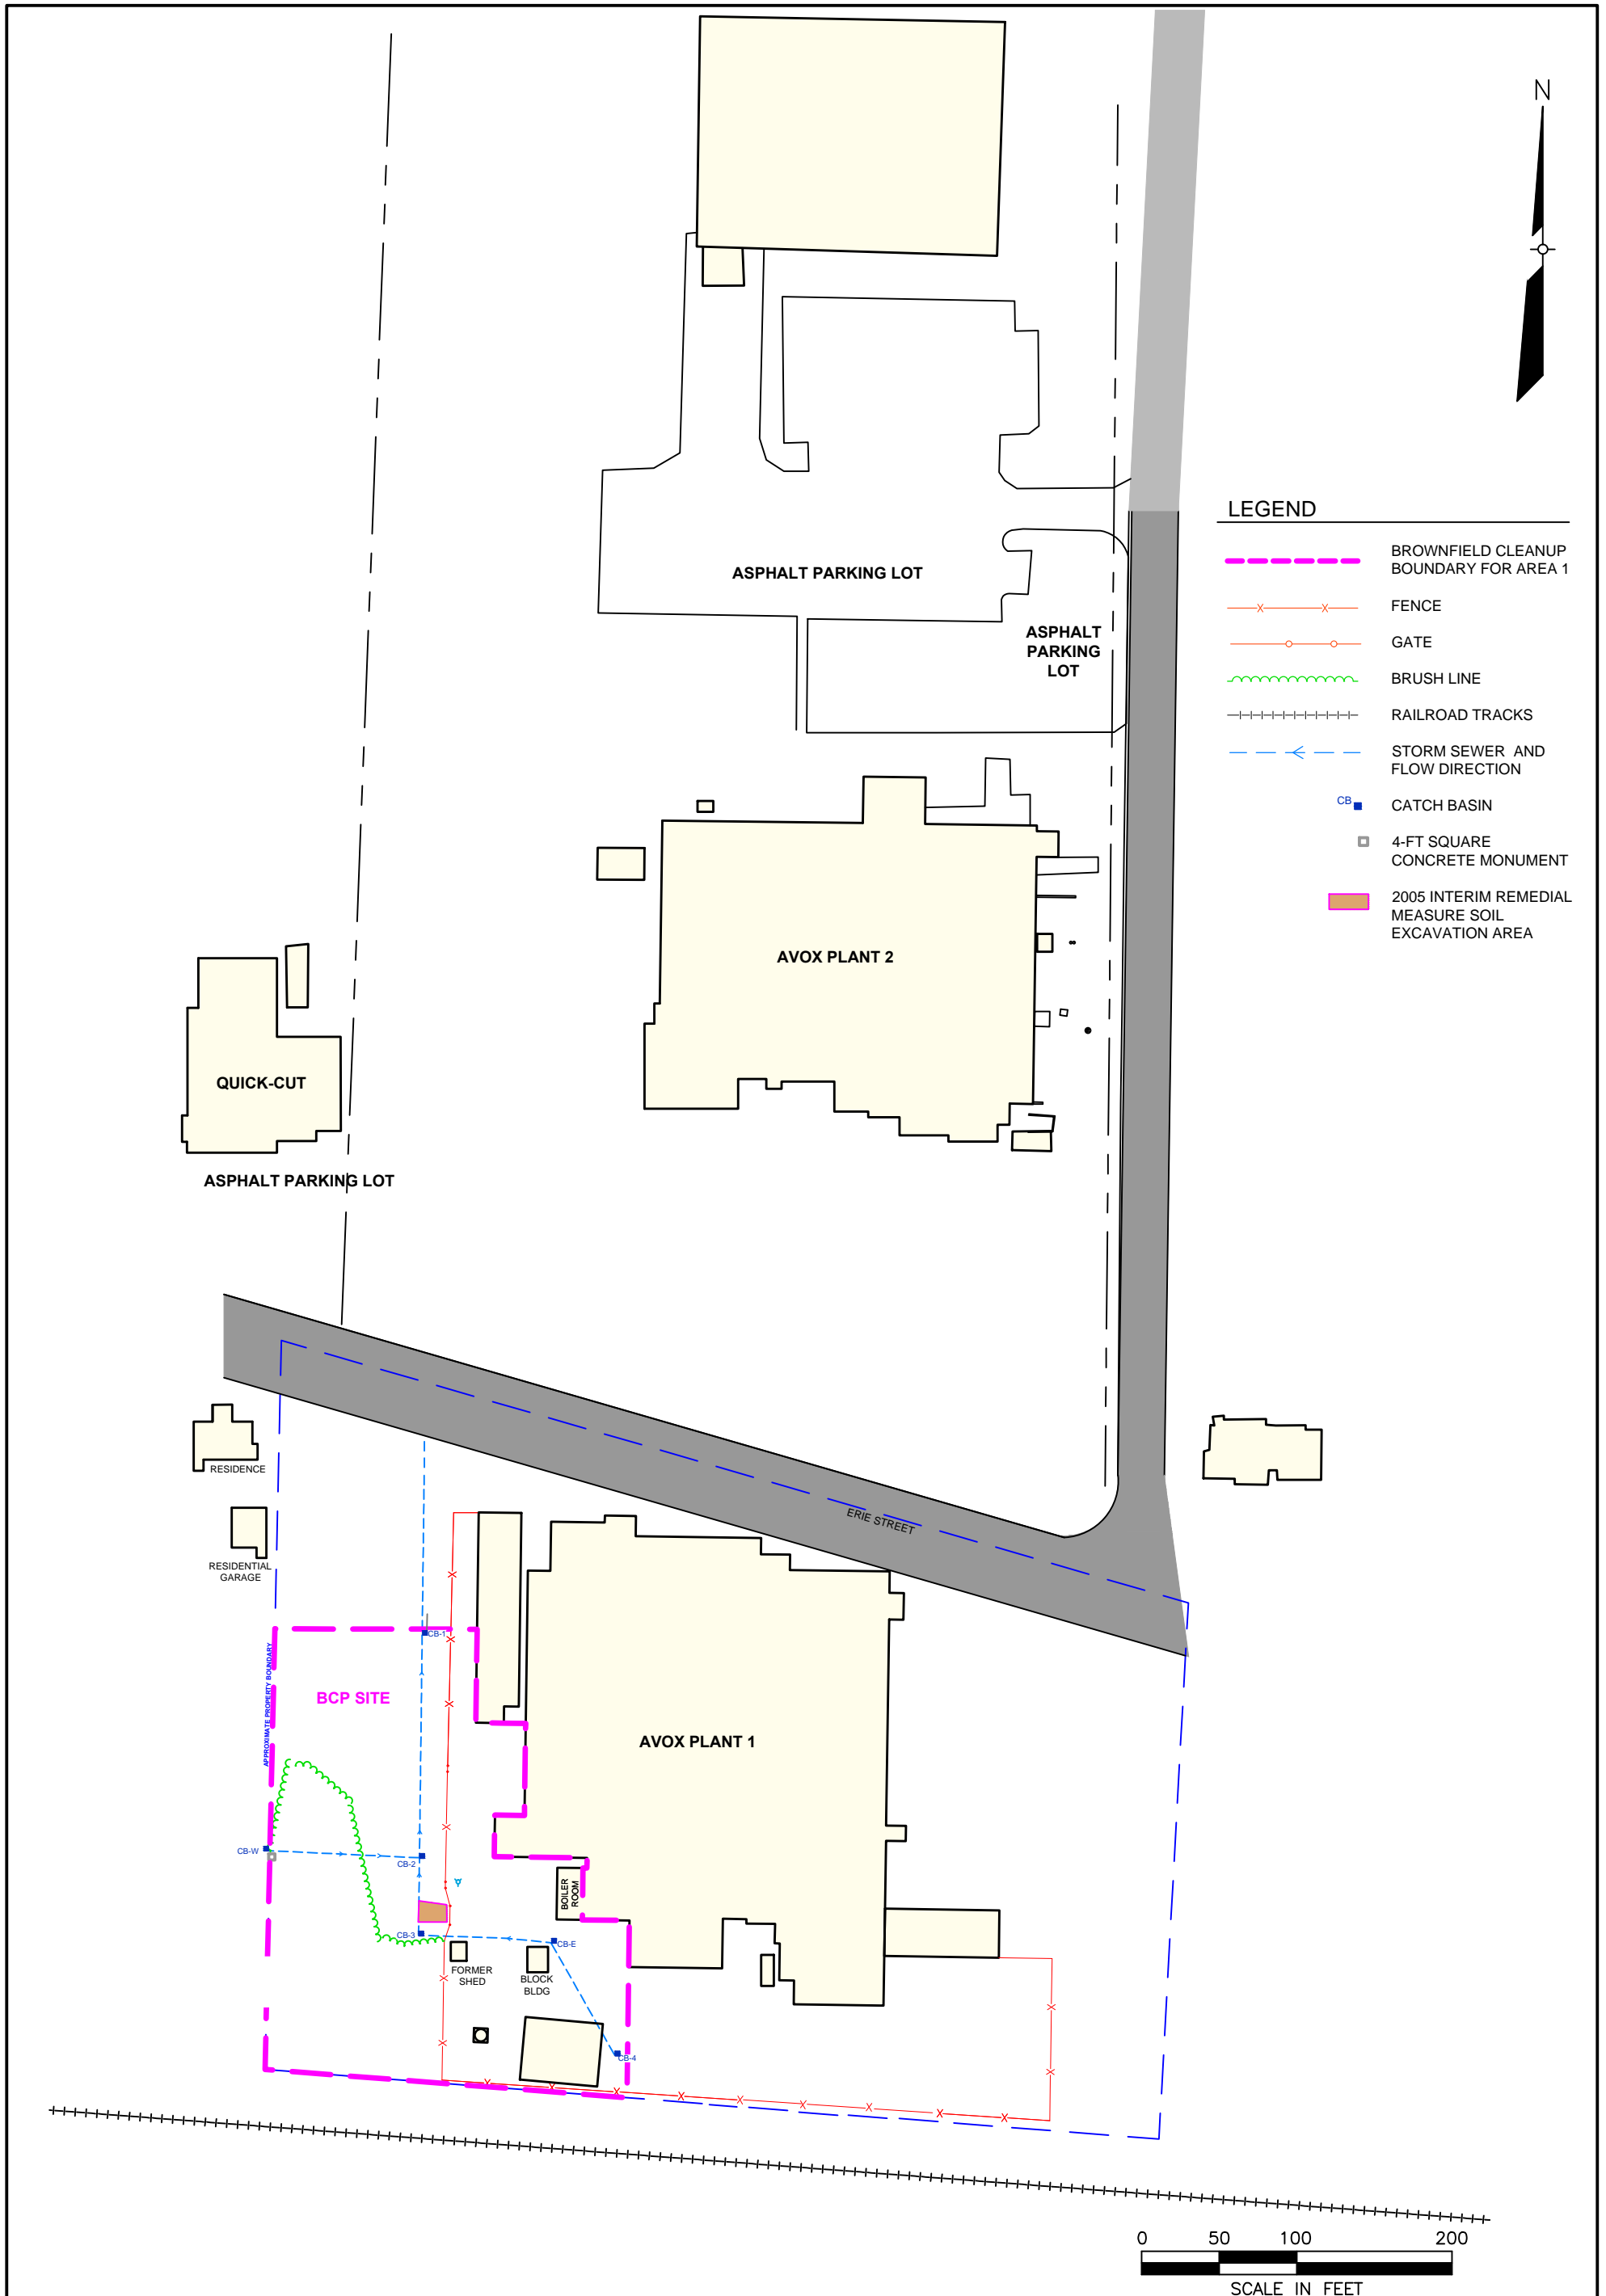 N
LEGEND
BROWNFIELD CLEANUP
BOUNDARY FOR AREA 1
FENCE
GATE
BRUSH LINE
RAILROAD TRACKS
STORM SEWER AND
FLOW DIRECTION
CB
CATCH BASIN
4-FT SQUARE
CONCRETE MONUMENT
2005 INTERIM REMEDIAL
MEASURE SOIL
EXCAVATION AREA
ASPHALT PARKING LOT
ASPHALT
PARKING
LOT
AVOX PLANT 2
QUICK-CUT
ASPHALT PARKING LOT
RESIDENCE
ERIE STREET
RESIDENTIAL
GARAGE
CB-1
APPROXIMATE PROPERTY BOUNDARY
BCP SITE
AVOX PLANT 1
CB-W
CB-2
BOILER
ROOM
CB-3
CB-E
FORMER
SHED
BLOCK
BLDG
CB-4
0 50 100 200
SCALE IN FEET